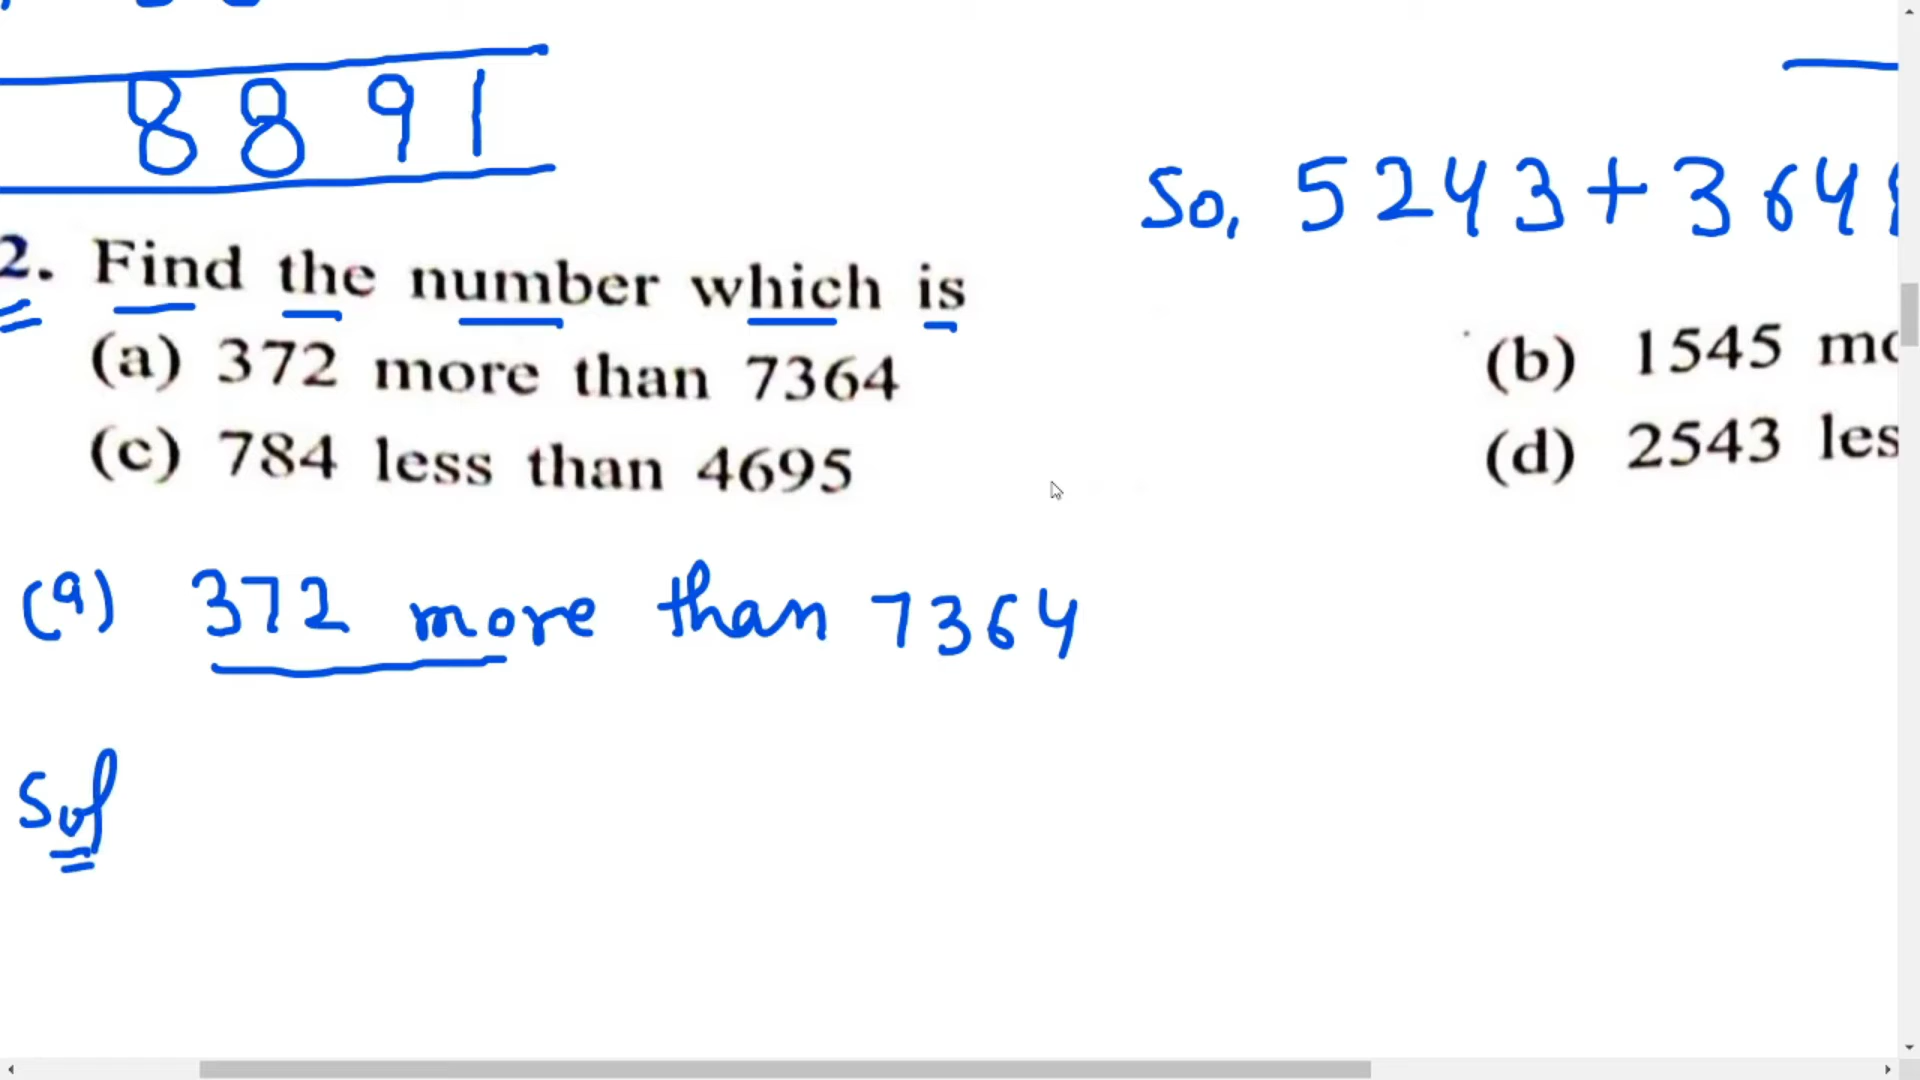 8891
So, 5243+364
2. Find the number which is
(a) 372 more than 7364
(b) 1545
(c) 784 less than 4695
(d) 2543 les
(a) 372 more than 7364
Sol